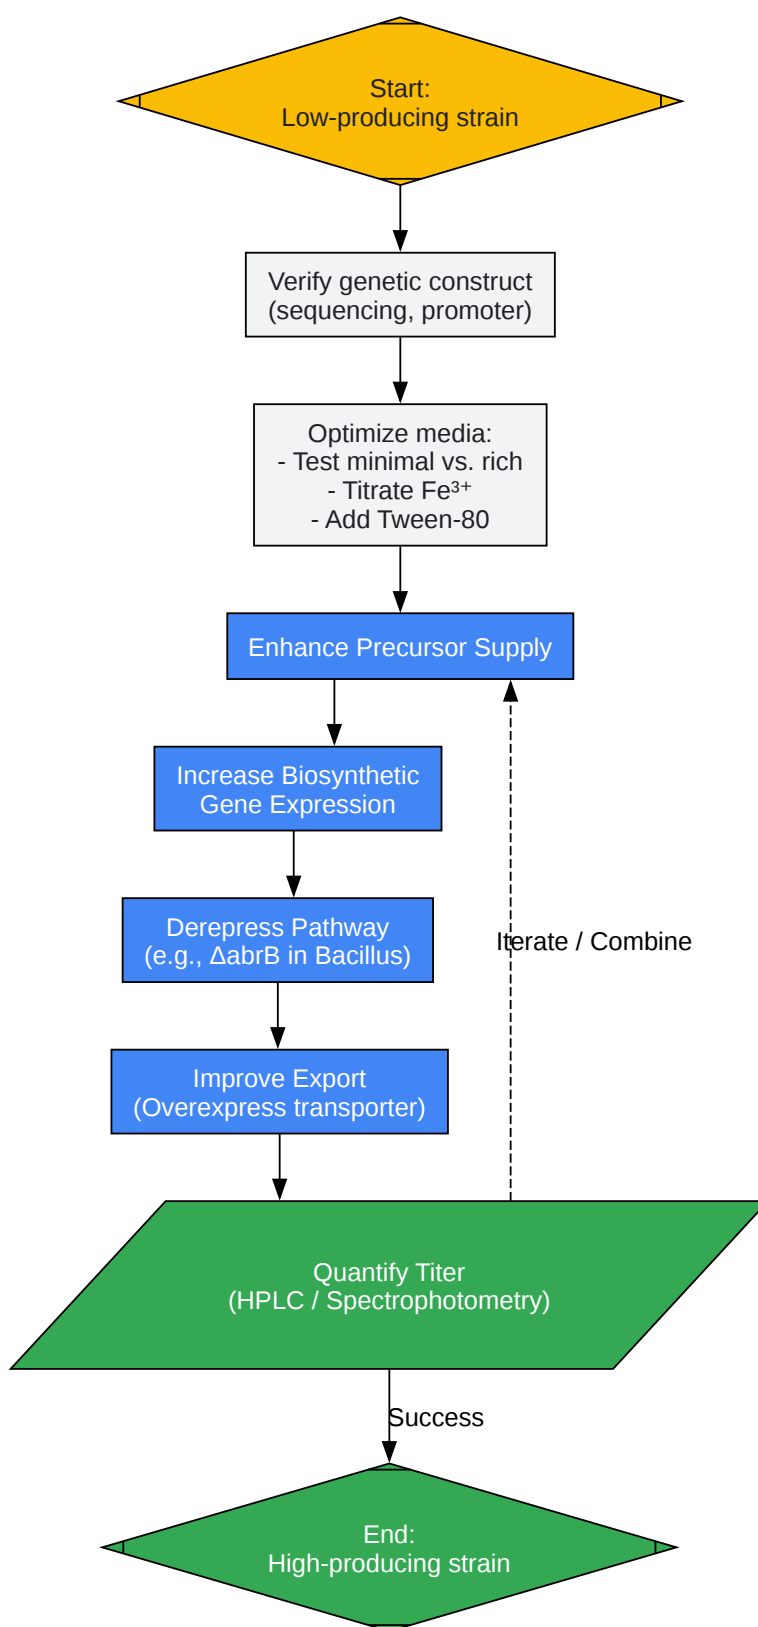 Start:
Low-producing strain
Verify genetic construct
(sequencing, promoter)
Optimize media:
- Test minimal vs. rich
- Titrate Fe³⁺
- Add Tween-80
Enhance Precursor Supply
Increase Biosynthetic
Gene Expression
Derepress Pathway
(e.g., ΔabrB in Bacillus)
Iterate / Combine
Improve Export
(Overexpress transporter)
Quantify Titer
(HPLC / Spectrophotometry)
Success
End:
High-producing strain